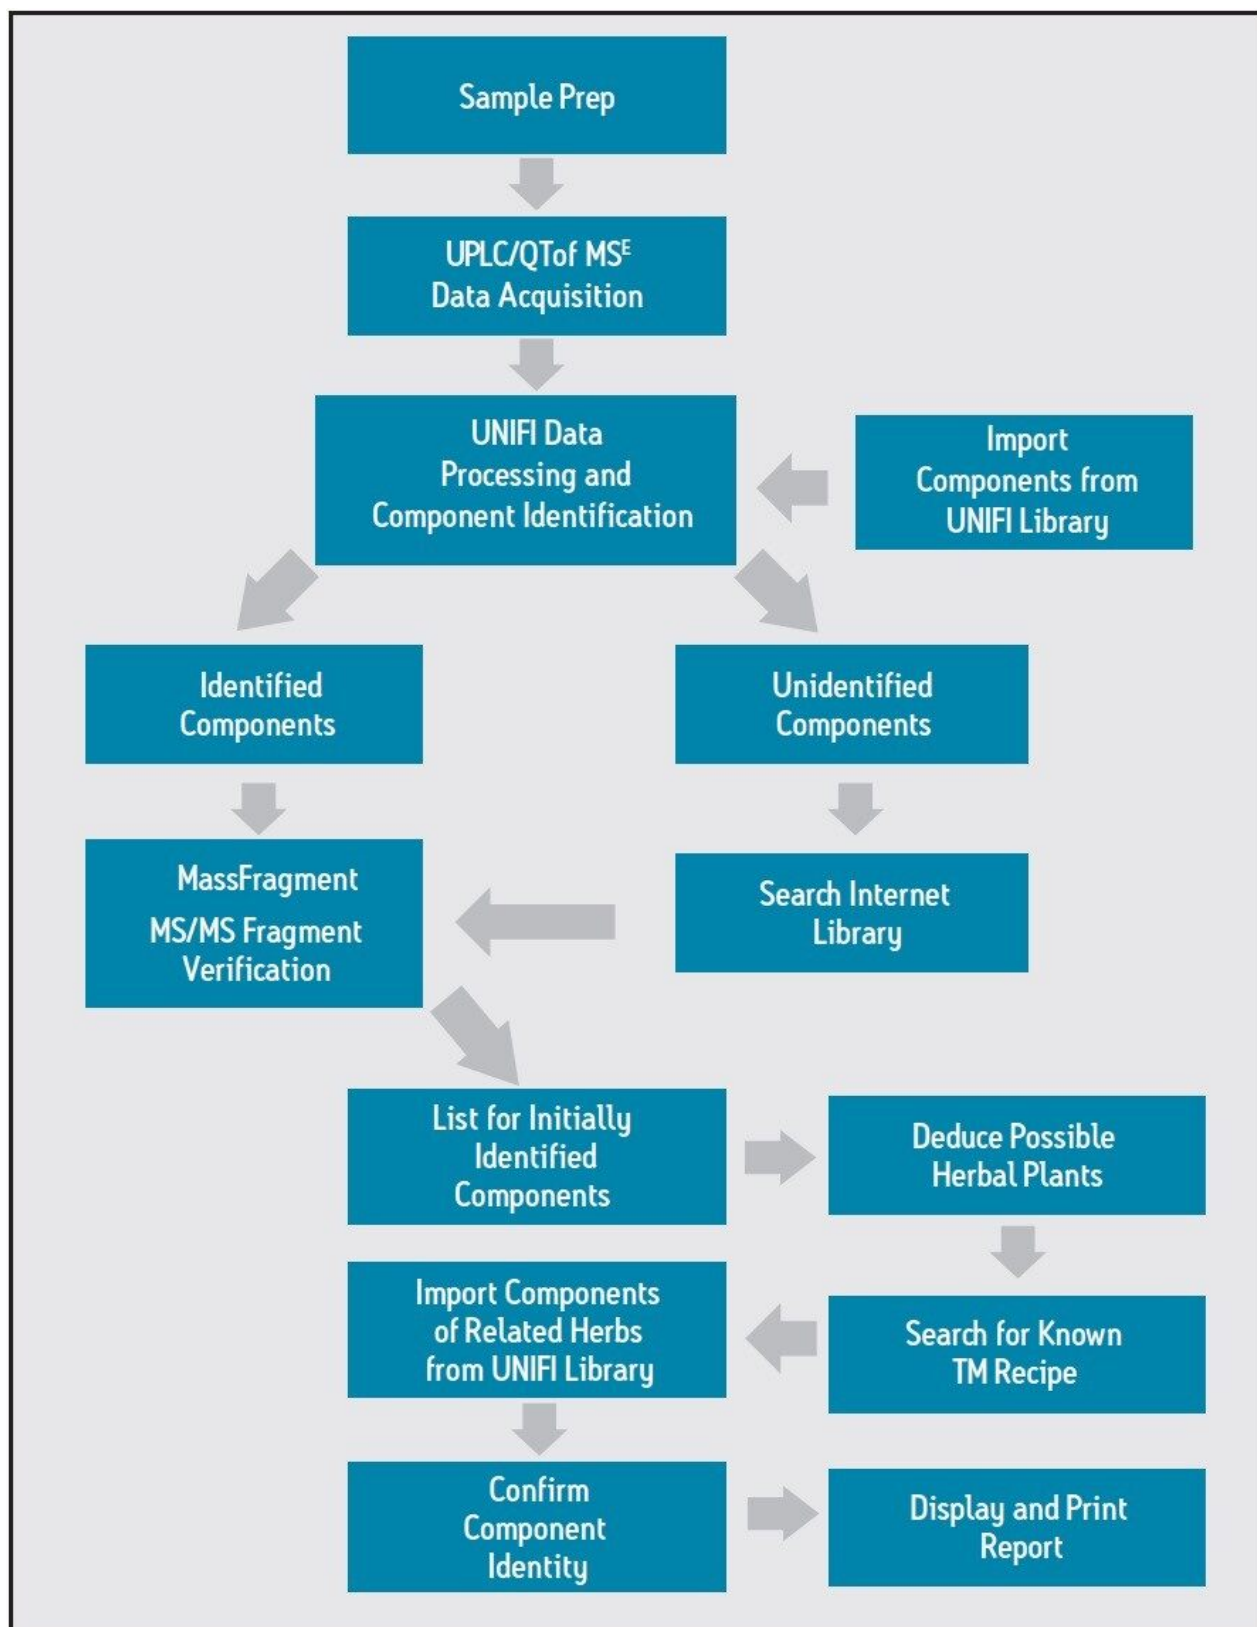 Sample Prep
UPLC/QTof MSᴱ
Data Acquisition
UNIFI Data
Processing and
Component Identification
Import
Components from
UNIFI Library
Identified
Components
Unidentified
Components
MassFragment
MS/MS Fragment
Verification
Search Internet
Library
List for Initially
Identified
Components
Deduce Possible
Herbal Plants
Import Components
of Related Herbs
from UNIFI Library
Search for Known
TM Recipe
Confirm
Component
Identity
Display and Print
Report